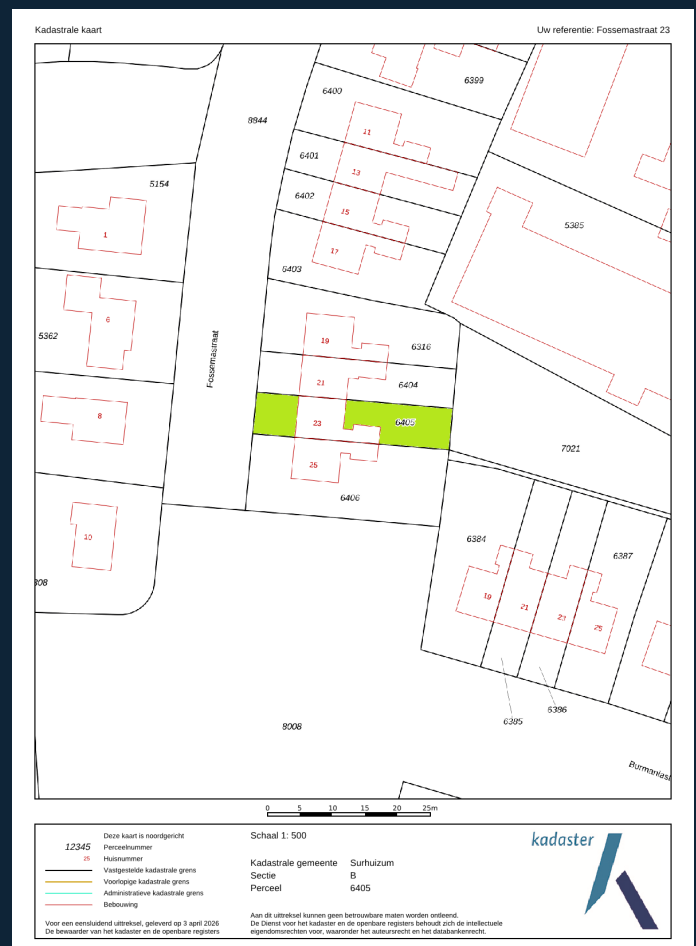 Kadastrale kaart Uw referentie: Fossemastraat 23
6399
6400
8844
11
6401
13
5154
6402
15
5385
1
17
6403
6
5362
Fossemastraat
19
6316
21
6404
8
23
6405
7021
25
6406
10
6384
6387
308
19
21
23
25
6386
6385
8008
Burmaniast
0 5 10 15 20 25m
Deze kaart is noordgericht
12345 Perceelnummer
25 Huisnummer
Vastgestelde kadastrale grens
Voorlopige kadastrale grens
Administratieve kadastrale grens
Bebouwing
Voor een eensluidend uittreksel, geleverd op 3 april 2026
De bewaarder van het kadaster en de openbare registers
Schaal 1: 500
Kadastrale gemeente Surhuizum
Sectie B
Perceel 6405
Aan dit uittreksel kunnen geen betrouwbare maten worden ontleend.
De Dienst voor het kadaster en de openbare registers behoudt zich de intellectuele
eigendomsrechten voor, waaronder het auteursrecht en het databankenrecht.
kadaster